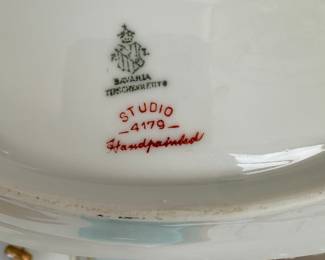 BAVARIA
TIRSCHENREUTH
STUDIO
—4179—
Handpainted